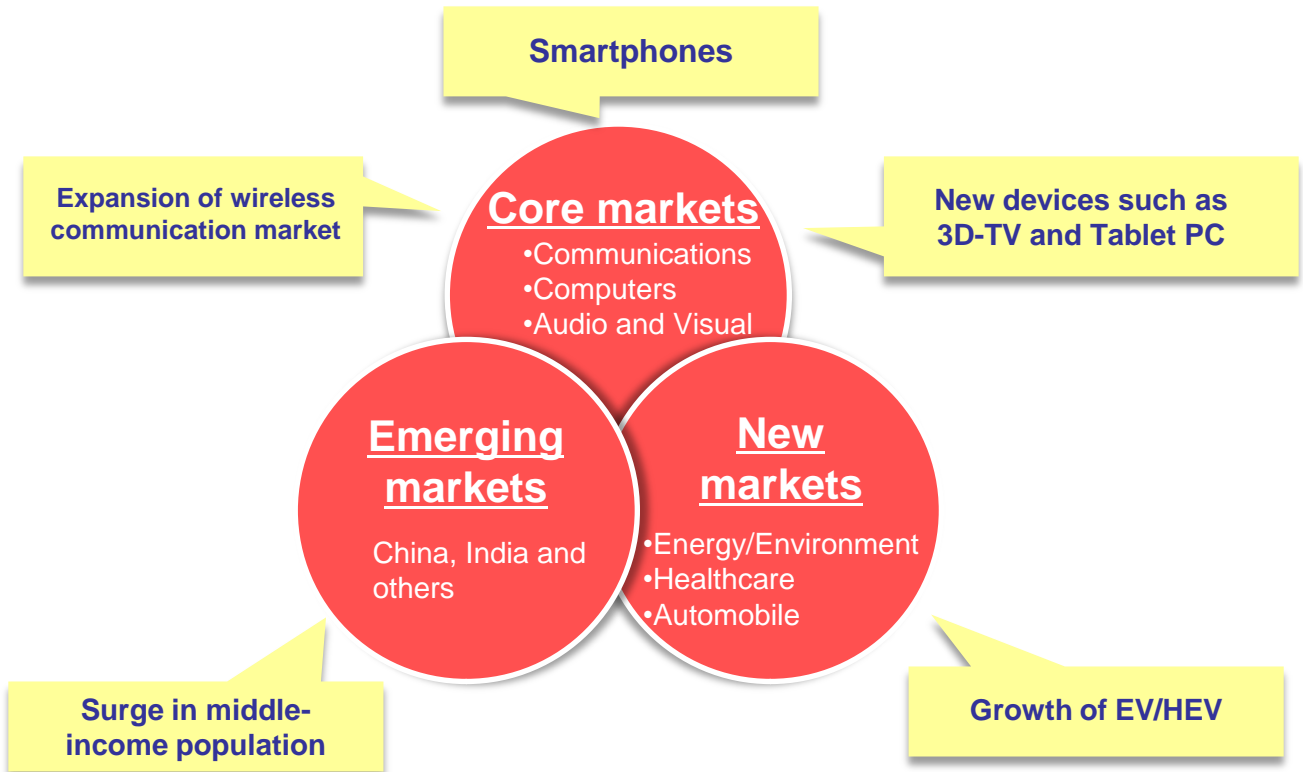 Smartphones
Expansion of wireless
communication market
New devices such as
3D-TV and Tablet PC
Core markets
•Communications
•Computers
•Audio and Visual
Emerging
markets
China, India and
others
New
markets
•Energy/Environment
•Healthcare
•Automobile
Surge in middle-
income population
Growth of EV/HEV